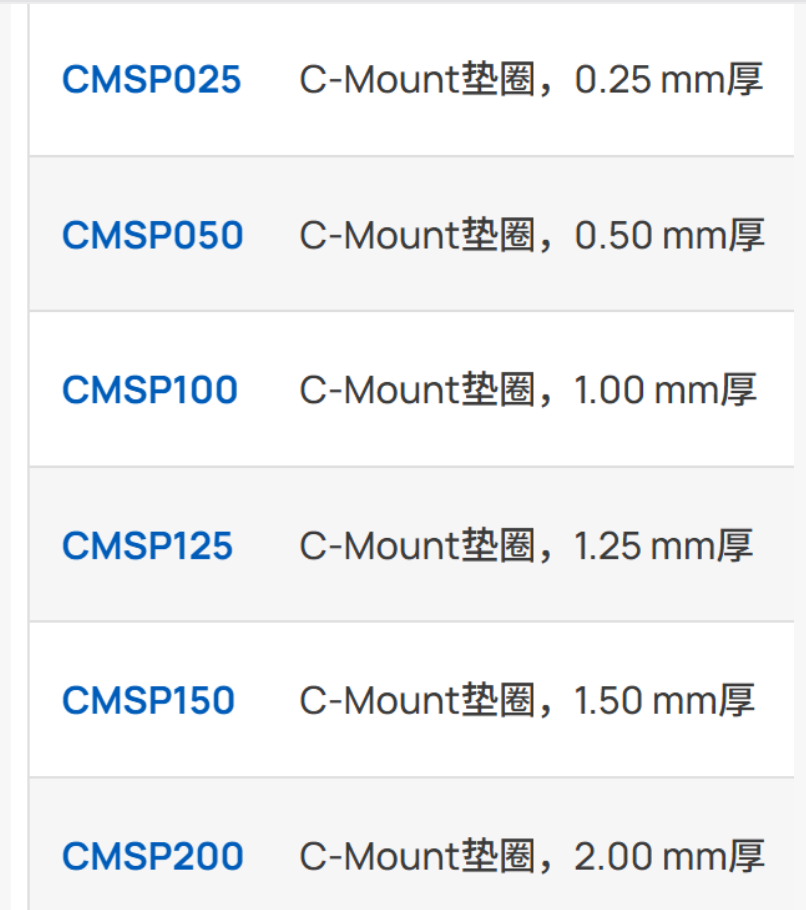 CMSP025 C-Mount垫圈，0.25 mm厚
CMSP050 C-Mount垫圈，0.50 mm厚
CMSP100 C-Mount垫圈，1.00 mm厚
CMSP125 C-Mount垫圈，1.25 mm厚
CMSP150 C-Mount垫圈，1.50 mm厚
CMSP200 C-Mount垫圈，2.00 mm厚